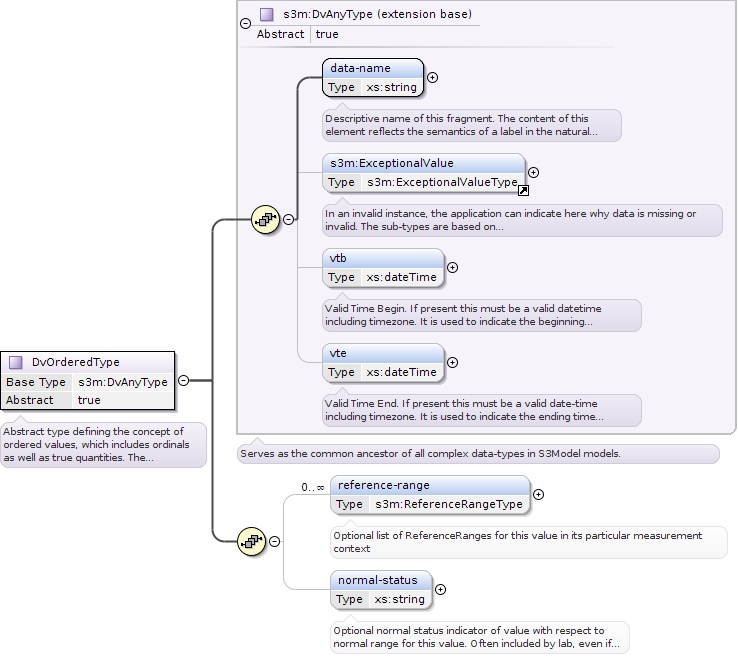 s3m:DvAnyType (extension base)
Abstract true
data-name
Type xs:string
Descriptive name of this fragment. The content of this
element reflects the semantics of a label in the natural...
s3m:ExceptionalValue
Type s3m:ExceptionalValueType
In an invalid instance, the application can indicate here why data is missing or
invalid. The sub-types are based on...
vtb
Type xs:dateTime
Valid Time Begin. If present this must be a valid datetime
including timezone. It is used to indicate the beginning...
vte
Type xs:dateTime
Valid Time End. If present this must be a valid date-time
including timezone. It is used to indicate the ending time...
DvOrderedType
Base Type s3m:DvAnyType
Abstract true
Abstract type defining the concept of
ordered values, which includes ordinals
as well as true quantities. The...
Serves as the common ancestor of all complex data-types in S3Model models.
0..∞
reference-range
Type s3m:ReferenceRangeType
Optional list of ReferenceRanges for this value in its particular measurement
context
normal-status
Type xs:string
Optional normal status indicator of value with respect to
normal range for this value. Often included by lab, even if...